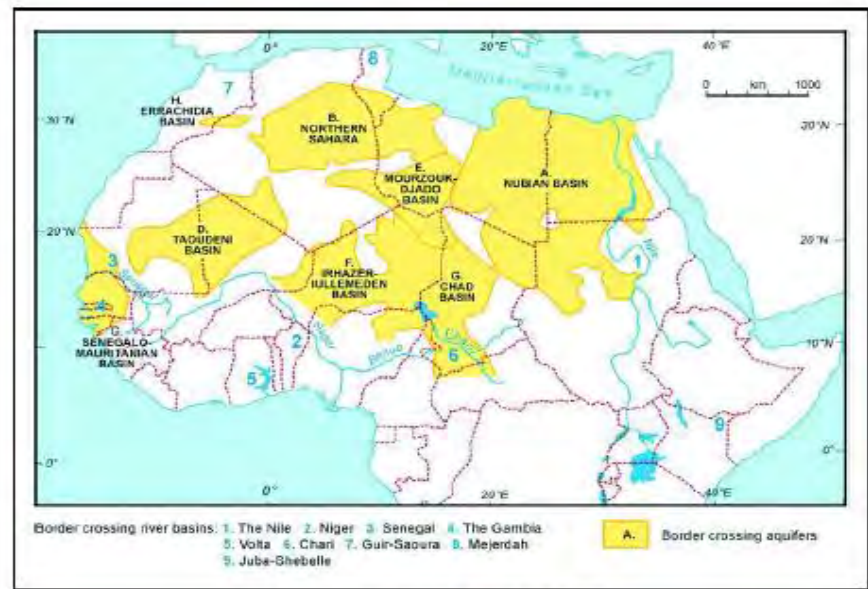 0° 20°E 40°E
8
7
Mediterranean Sea
0 km 1000
H.
ERRACHIDIA
BASIN
30°N 30°N
B.
NORTHERN
SAHARA
E.
MOURZOUK-
DJADO
BASIN
A.
NUBIAN BASIN
20°N 20°N
D.
TAOUDENI
BASIN
Nile
1
3
Senegal
F.
IRHAZER-
IULLEMEDEN
BASIN
G.
CHAD
BASIN
4
C.
SENEGALO-
MAURITANIAN
BASIN
2
Niger
Benue
Chari
6
10°N 10°N
5
9
0° 0°
0° 20°E 40°E
Border crossing river basins: 1. The Nile 2. Niger 3. Senegal 4. The Gambia
5. Volta 6. Chari 7. Guir-Saoura 8. Mejerdah
9. Juba-Shebelle
A. Border crossing aquifers